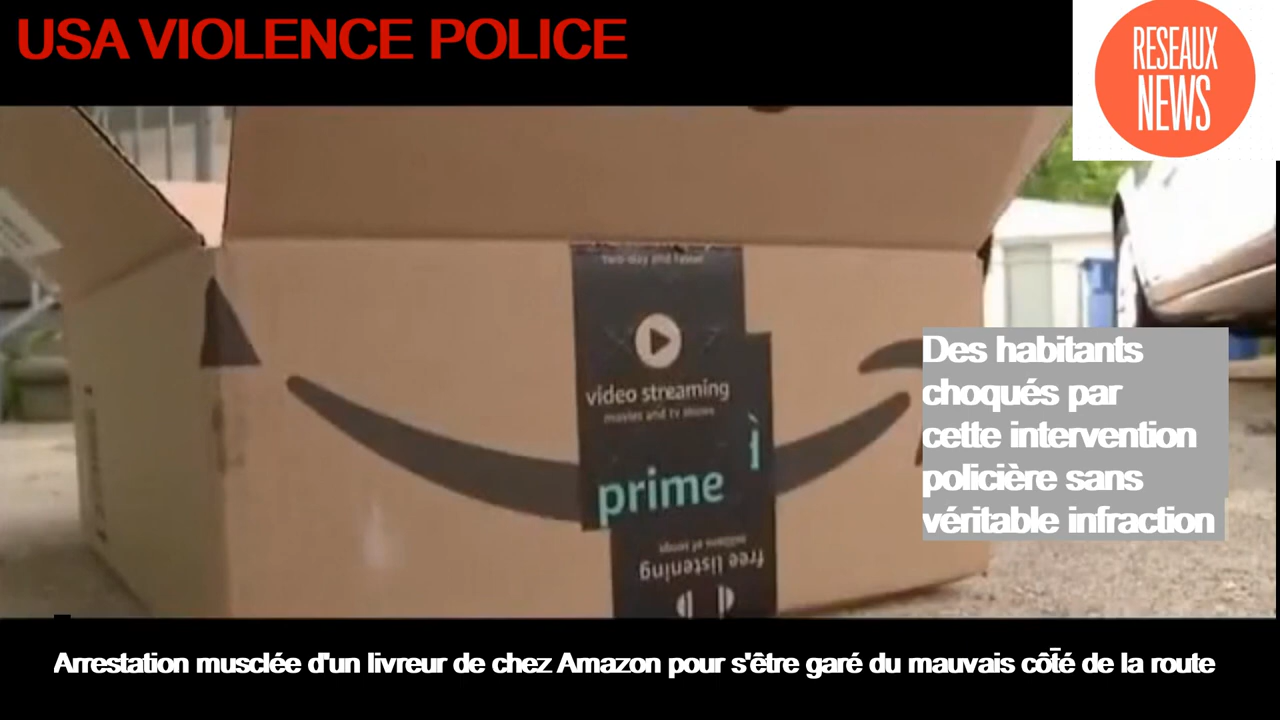 USA VIOLENCE POLICE
RESEAUX
NEWS
two-day and faster
video streaming
movies and tv shows
prime
free listening
millions of songs
Des habitants
choqués par
cette intervention
policière sans
véritable infraction
Arrestation musclée d'un livreur de chez Amazon pour s'être garé du mauvais côté de la route